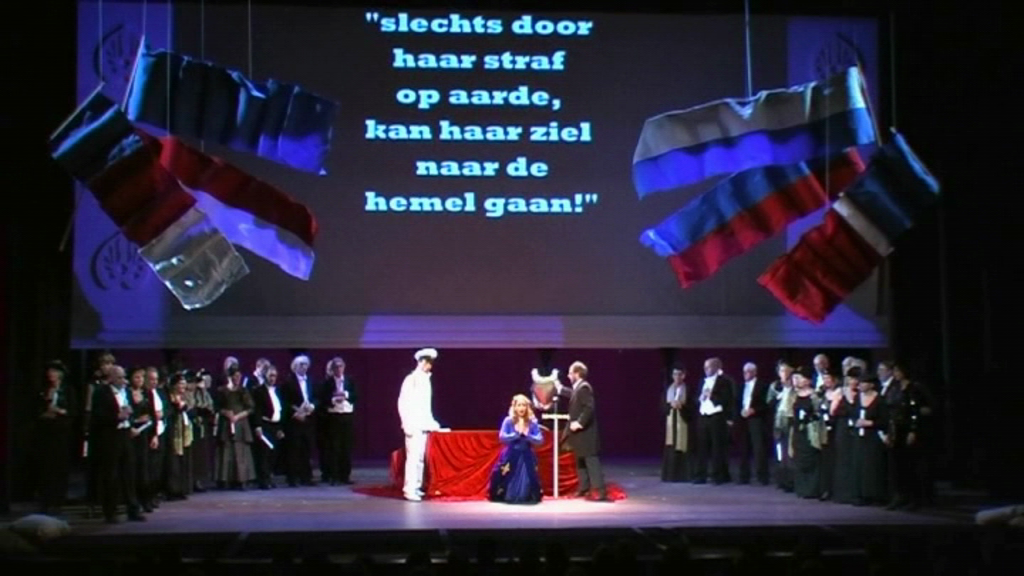 "slechts door
haar straf
op aarde,
kan haar ziel
naar de
hemel gaan!"